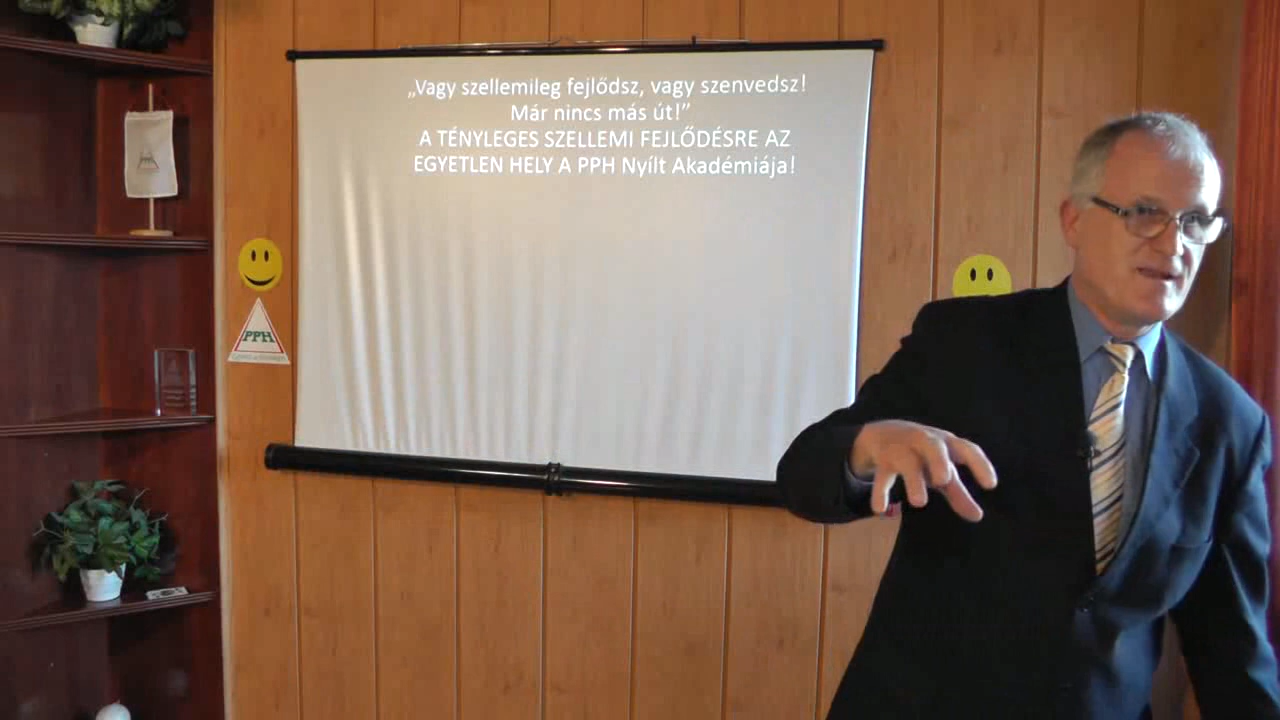 „Vagy szellemileg fejlődsz, vagy szenvedsz!
Már nincs más út!”
A TÉNYLEGES SZELLEMI FEJLŐDÉSRE AZ
EGYETLEN HELY A PPH Nyílt Akadémiája!
PPH